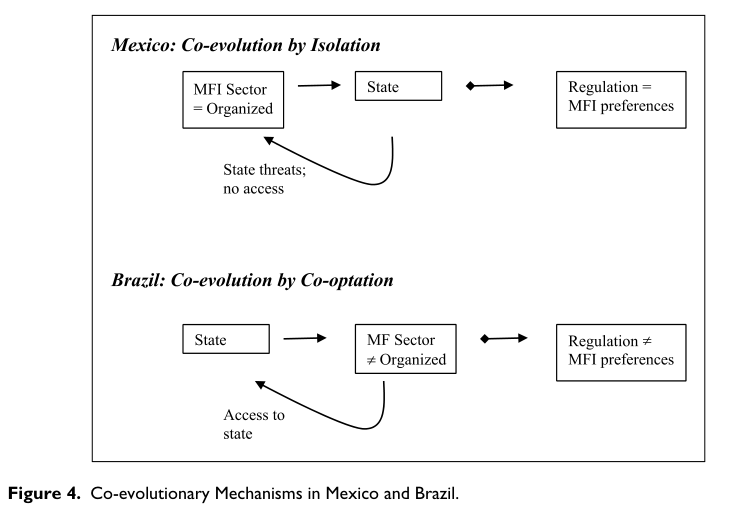 Mexico: Co-evolution by Isolation
MFI Sector
= Organized
State
Regulation =
MFI preferences
State threats;
no access
Brazil: Co-evolution by Co-optation
State
MF Sector
≠ Organized
Regulation ≠
MFI preferences
Access to
state
Figure 4. Co-evolutionary Mechanisms in Mexico and Brazil.